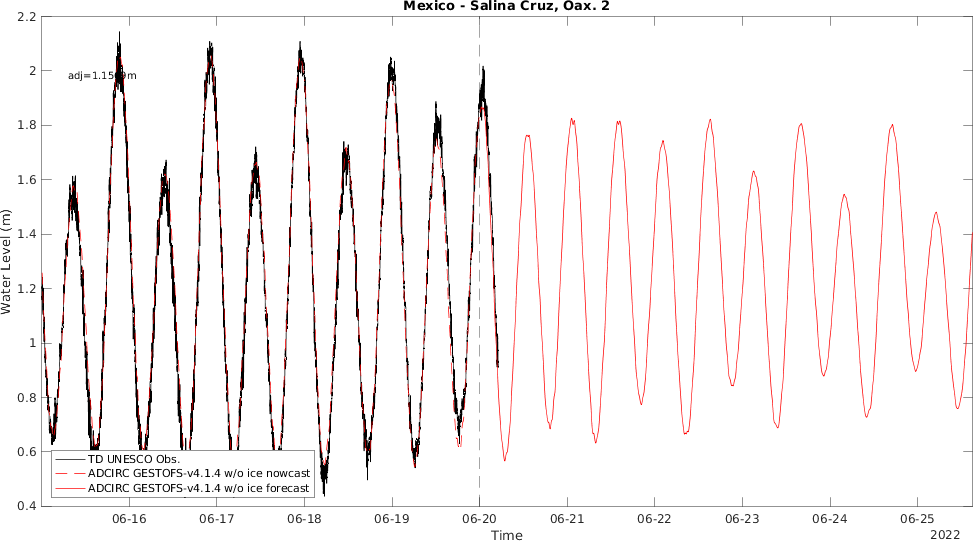 Mexico - Salina Cruz, Oax. 2
2.2
2
1.8
1.6
1.4
1.2
1
0.8
0.6
0.4
Water Level (m)
TD UNESCO Obs.
ADCIRC GESTOFS-v4.1.4 w/o ice nowcast
ADCIRC GESTOFS-v4.1.4 w/o ice forecast
06-16 06-17 06-18 06-19 06-20 06-21 06-22 06-23 06-24 06-25
Time
2022